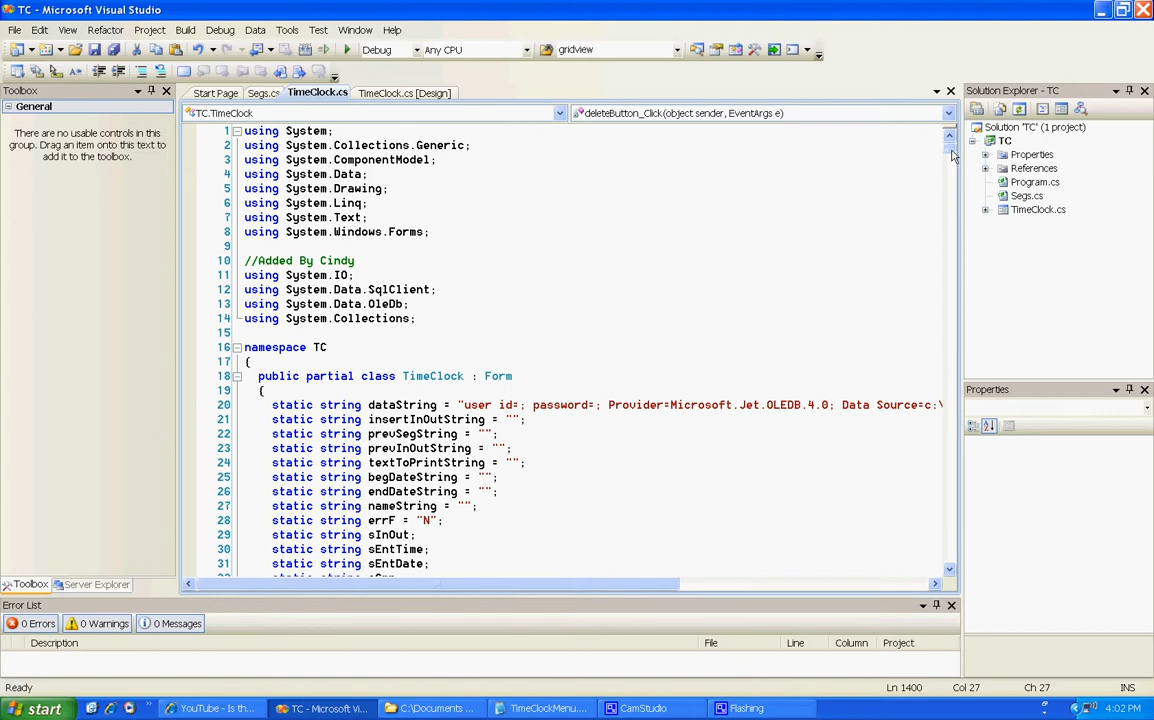 TC - Microsoft Visual Studio
File Edit View Refactor Project Build Debug Data Tools Test Window Help
Debug Any CPU gridview
Toolbox
General
There are no usable controls in this
group. Drag an item onto this text to
add it to the toolbox.
Toolbox Server Explorer
Start Page Segs.cs TimeClock.cs TimeClock.cs [Design]
TC.TimeClock deleteButton_Click(object sender, EventArgs e)
1 using System;
2 using System.Collections.Generic;
3 using System.ComponentModel;
4 using System.Data;
5 using System.Drawing;
6 using System.Linq;
7 using System.Text;
8 using System.Windows.Forms;
9
10 //Added By Cindy
11 using System.IO;
12 using System.Data.SqlClient;
13 using System.Data.OleDb;
14 using System.Collections;
15
16 namespace TC
17 {
18 public partial class TimeClock : Form
19 {
20 static string dataString = "user id=; password=; Provider=Microsoft.Jet.OLEDB.4.0; Data Source=c:\
21 static string insertInOutString = "";
22 static string prevSegString = "";
23 static string prevInOutString = "";
24 static string textToPrintString = "";
25 static string begDateString = "";
26 static string endDateString = "";
27 static string nameString = "";
28 static string errF = "N";
29 static string sInOut;
30 static string sEntTime;
31 static string sEntDate;
Solution Explorer - TC
Solution 'TC' (1 project)
TC
Properties
References
Program.cs
Segs.cs
TimeClock.cs
Properties
Error List
0 Errors 0 Warnings 0 Messages
Description File Line Column Project
Ready Ln 1400 Col 27 Ch 27 INS
start YouTube - Is th... TC - Microsoft Vi... C:\Documents ... TimeClockMenu.... CamStudio Flashing 4:02 PM